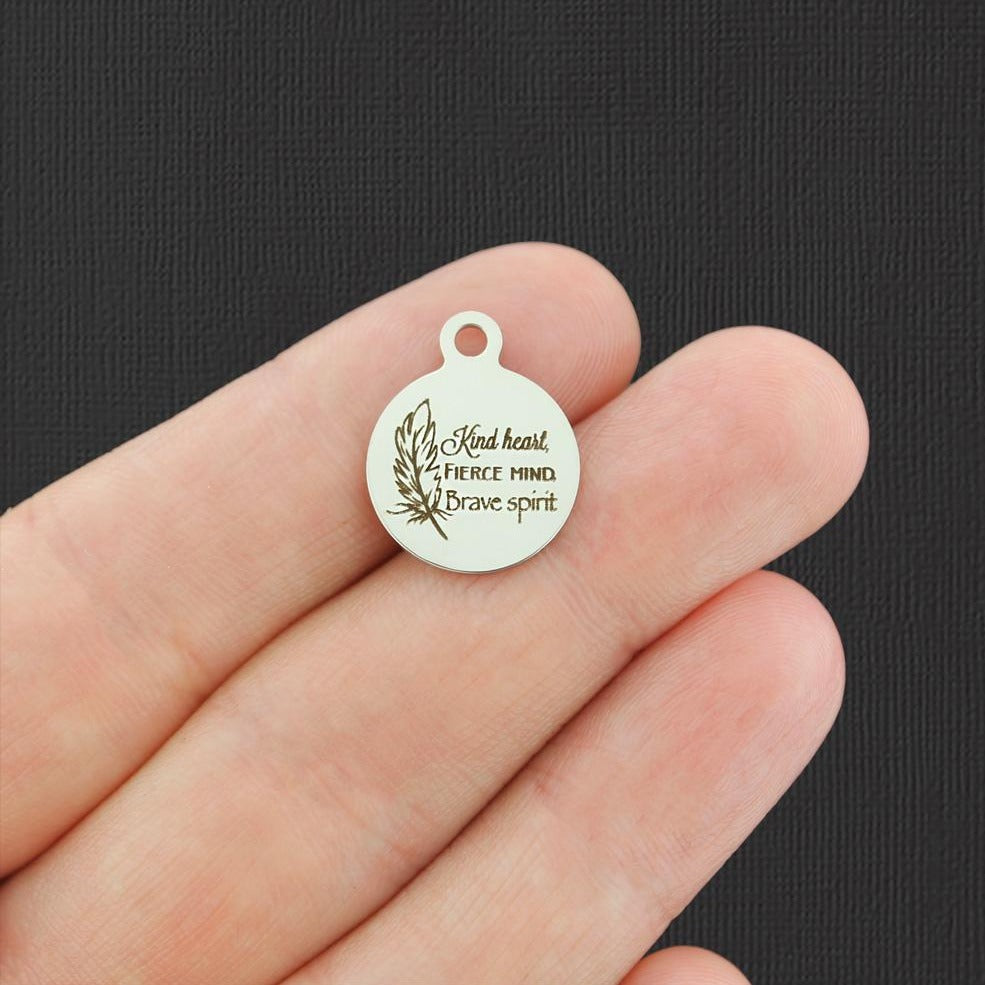 Kind heart,
FIERCE MIND.
Brave spirit